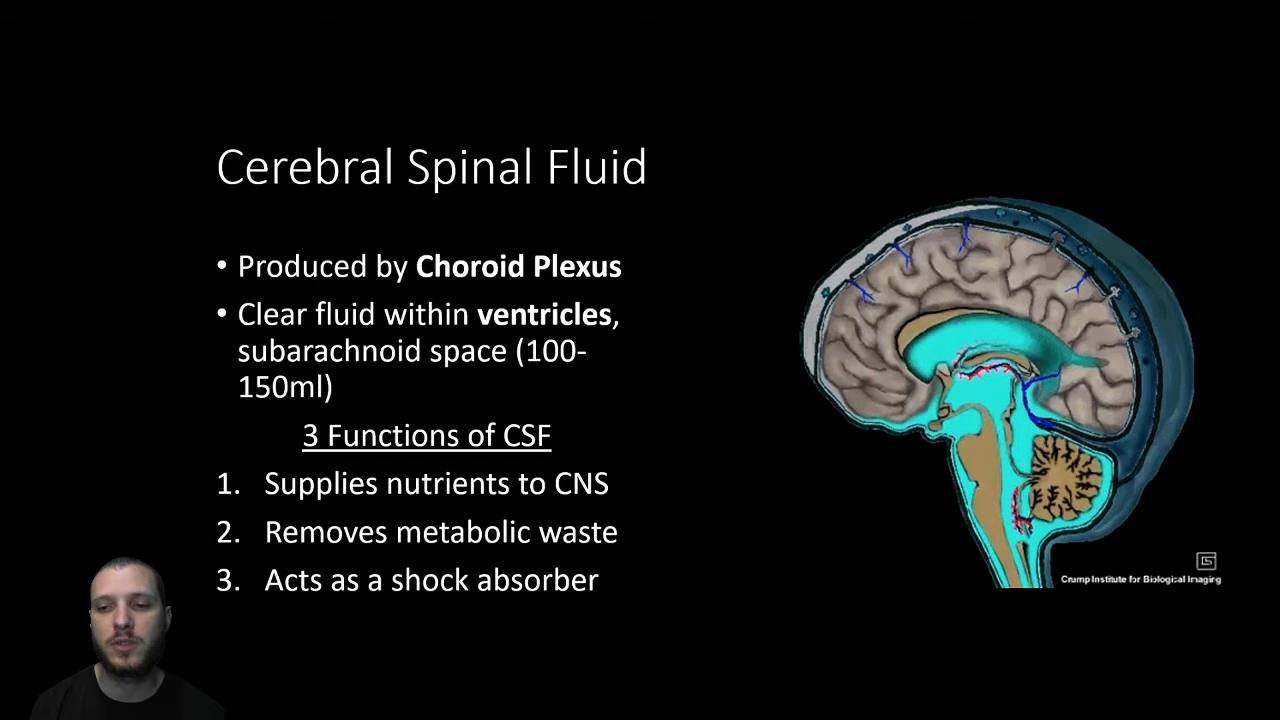 Cerebral Spinal Fluid
• Produced by Choroid Plexus
• Clear fluid within ventricles,
subarachnoid space (100-
150ml)
3 Functions of CSF
1. Supplies nutrients to CNS
2. Removes metabolic waste
3. Acts as a shock absorber
Crump Institute for Biological Imaging